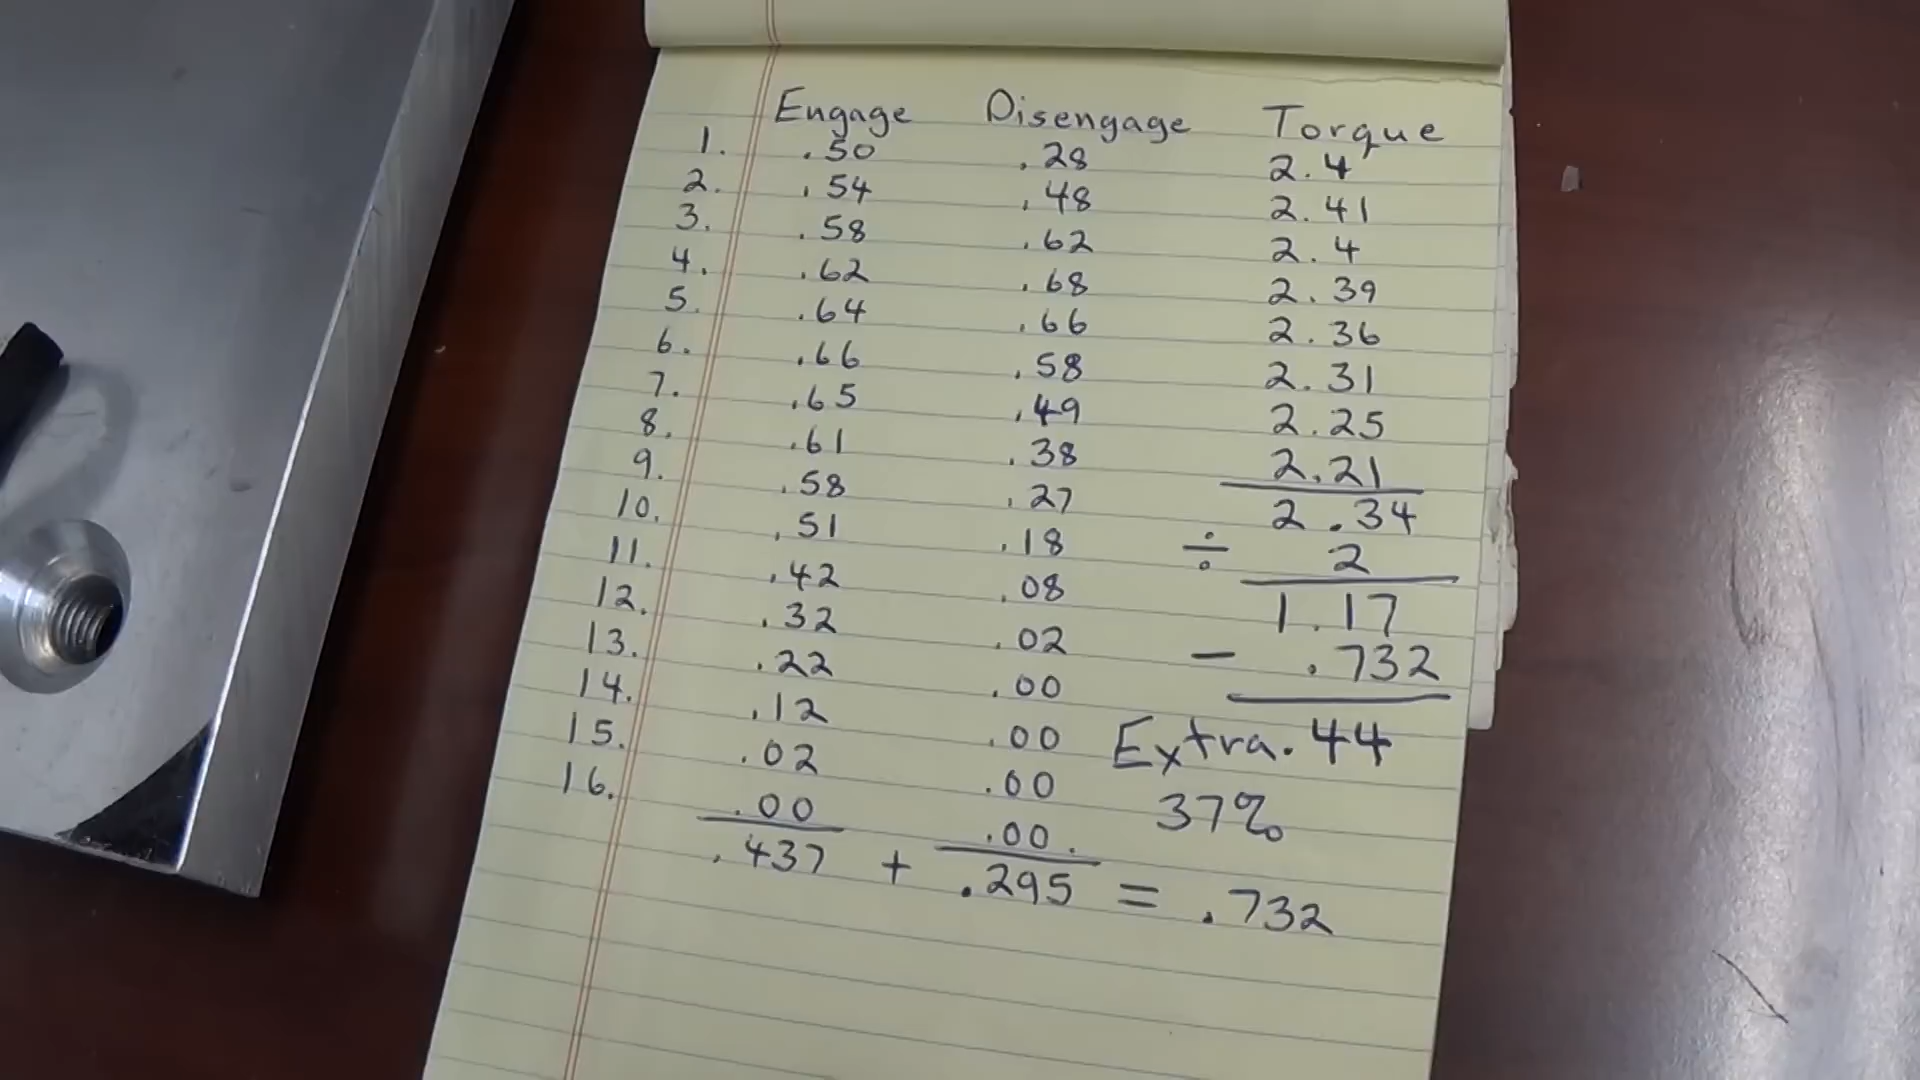 Engage Disengage Torque
1. .50 .28 2.4
2. .54 .48 2.41
3. .58 .62 2.4
4. .62 .68 2.39
5. .64 .66 2.36
6. .66 .58 2.31
7. .65 .49 2.25
8. .61 .38 2.21
9. .58 .27 2.34
10. .51 .18 ÷ 2
11. .42 .08 1.17
12. .32 .02 - .732
13. .22 .00 Extra .44
14. .12 .00 37%
15. .02 .00
16. .00 .00.
.437 + .295 = .732